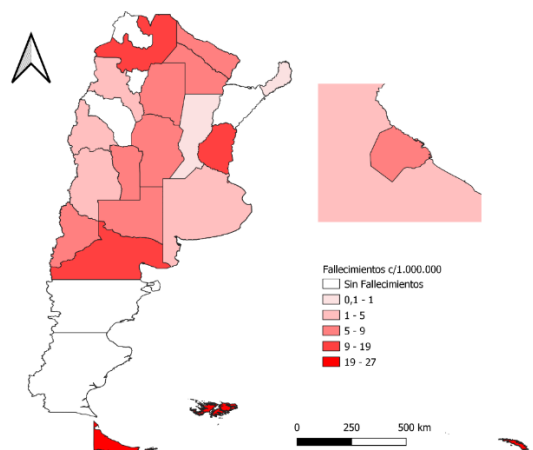 Fallecimientos c/1.000.000
Sin Fallecimientos
0,1 - 1
1 - 5
5 - 9
9 - 19
19 - 27
0 250 500 km